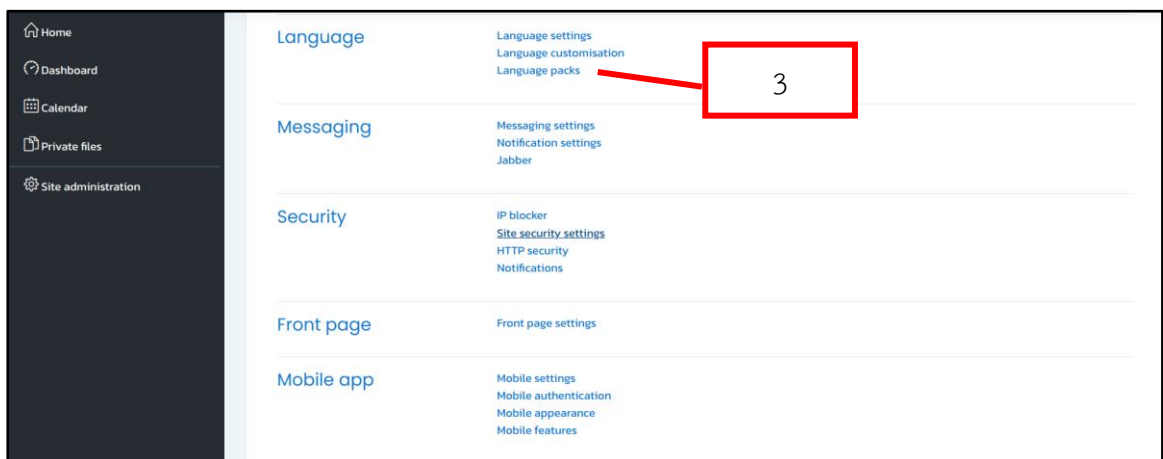 Home
Dashboard
Calendar
Private files
Site administration
Language
Language settings
Language customisation
Language packs
3
Messaging
Messaging settings
Notification settings
Jabber
Security
IP blocker
Site security settings
HTTP security
Notifications
Front page
Front page settings
Mobile app
Mobile settings
Mobile authentication
Mobile appearance
Mobile features